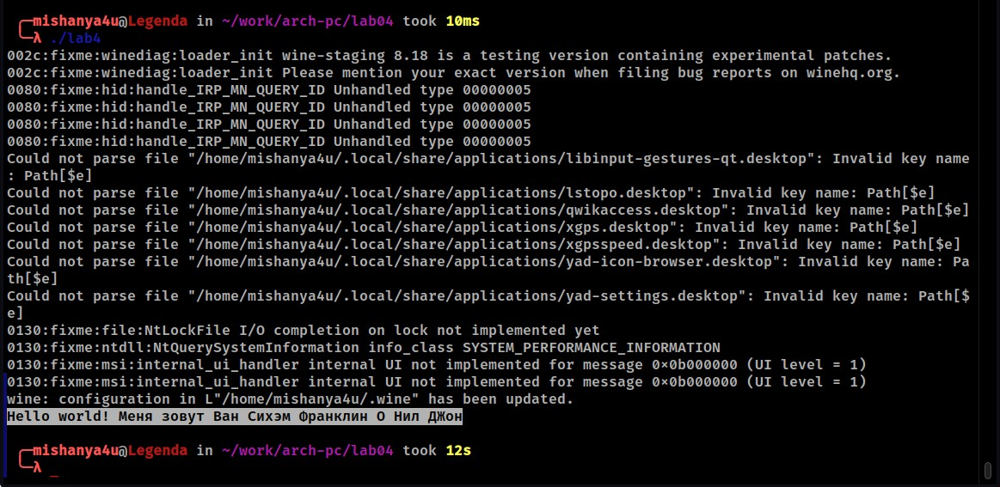 ╭─mishanya4u@Legenda in ~/work/arch-pc/lab04 took 10ms
╰─λ ./lab4
002c:fixme:winediag:loader_init wine-staging 8.18 is a testing version containing experimental patches.
002c:fixme:winediag:loader_init Please mention your exact version when filing bug reports on winehq.org.
0080:fixme:hid:handle_IRP_MN_QUERY_ID Unhandled type 00000005
0080:fixme:hid:handle_IRP_MN_QUERY_ID Unhandled type 00000005
0080:fixme:hid:handle_IRP_MN_QUERY_ID Unhandled type 00000005
0080:fixme:hid:handle_IRP_MN_QUERY_ID Unhandled type 00000005
Could not parse file "/home/mishanya4u/.local/share/applications/libinput-gestures-qt.desktop": Invalid key name
: Path[$e]
Could not parse file "/home/mishanya4u/.local/share/applications/lstopo.desktop": Invalid key name: Path[$e]
Could not parse file "/home/mishanya4u/.local/share/applications/qwikaccess.desktop": Invalid key name: Path[$e]
Could not parse file "/home/mishanya4u/.local/share/applications/xgps.desktop": Invalid key name: Path[$e]
Could not parse file "/home/mishanya4u/.local/share/applications/xgpsspeed.desktop": Invalid key name: Path[$e]
Could not parse file "/home/mishanya4u/.local/share/applications/yad-icon-browser.desktop": Invalid key name: Pa
th[$e]
Could not parse file "/home/mishanya4u/.local/share/applications/yad-settings.desktop": Invalid key name: Path[$
e]
0130:fixme:file:NtLockFile I/O completion on lock not implemented yet
0130:fixme:ntdll:NtQuerySystemInformation info_class SYSTEM_PERFORMANCE_INFORMATION
0130:fixme:msi:internal_ui_handler internal UI not implemented for message 0x0b000000 (UI level = 1)
0130:fixme:msi:internal_ui_handler internal UI not implemented for message 0x0b000000 (UI level = 1)
wine: configuration in L"/home/mishanya4u/.wine" has been updated.
Hello world! Меня зовут Ван Сихэм Франклин О Нил ДЖон
╭─mishanya4u@Legenda in ~/work/arch-pc/lab04 took 12s
╰─λ _